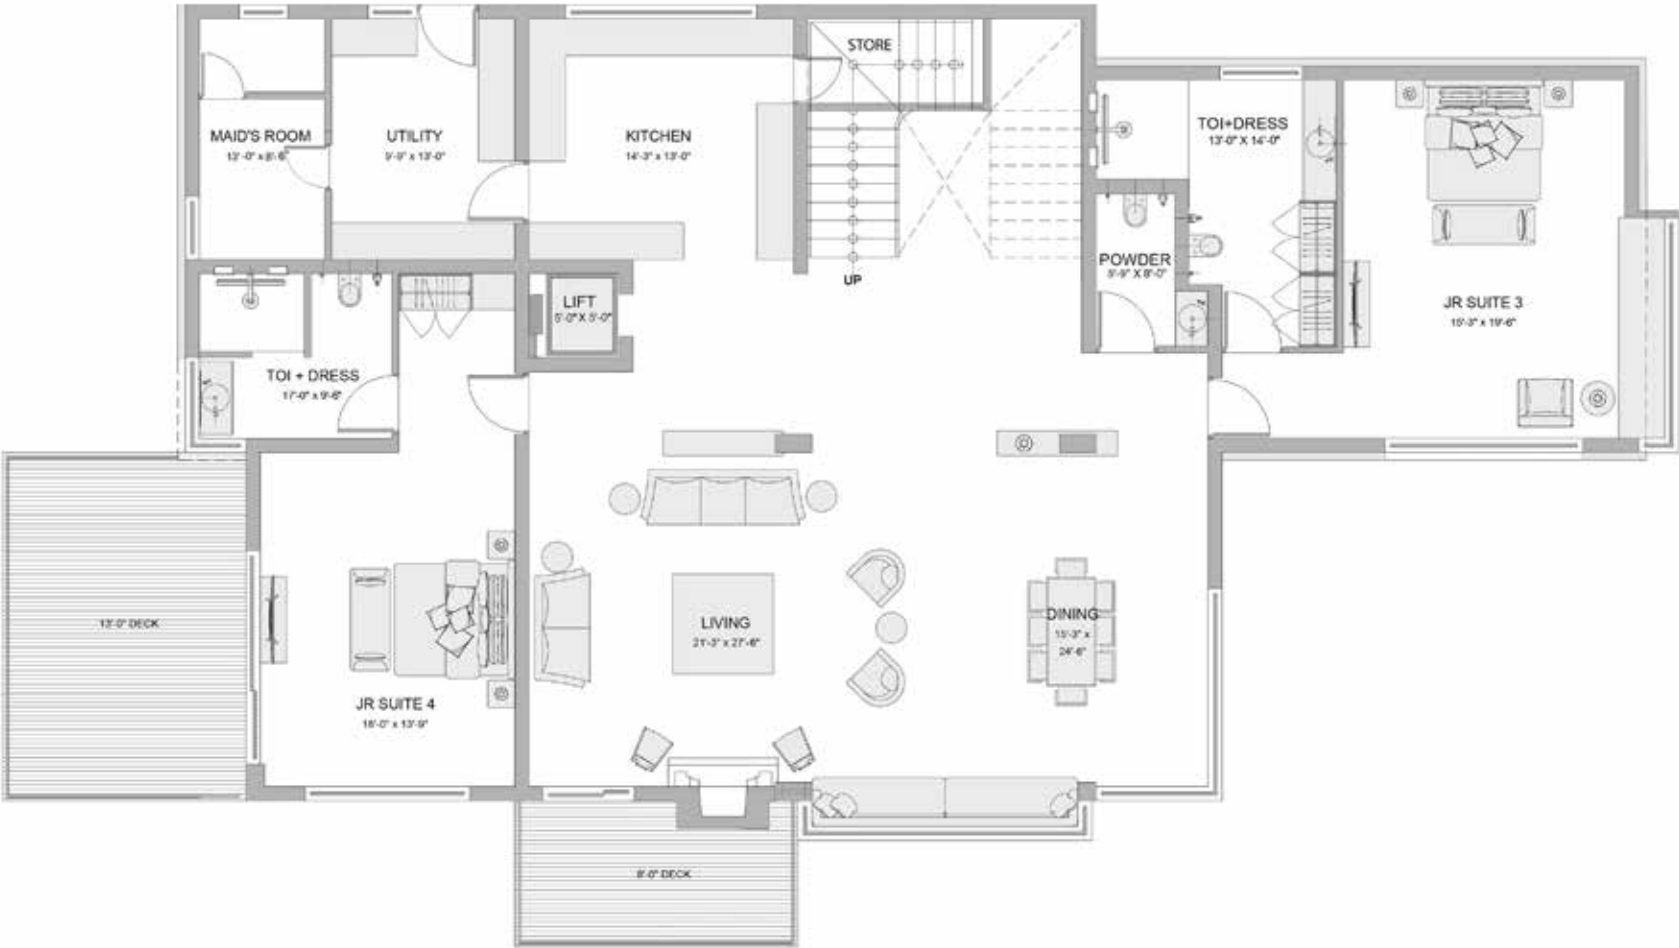 STORE
MAID'S ROOM
13'-0" x 8'-6"
UTILITY
9'-9" x 13'-0"
KITCHEN
14'-3" x 13'-0"
TOI+DRESS
13'-0" X 14'-0"
POWDER
5'-9" X 8'-0"
UP
LIFT
5'-0" X 5'-0"
JR SUITE 3
15'-3" x 19'-6"
TOI + DRESS
17'-0" x 9'-6"
13'-0" DECK
LIVING
21'-3" x 27'-6"
DINING
15'-3" x
24'-6"
JR SUITE 4
18'-0" x 13'-9"
8'-0" DECK